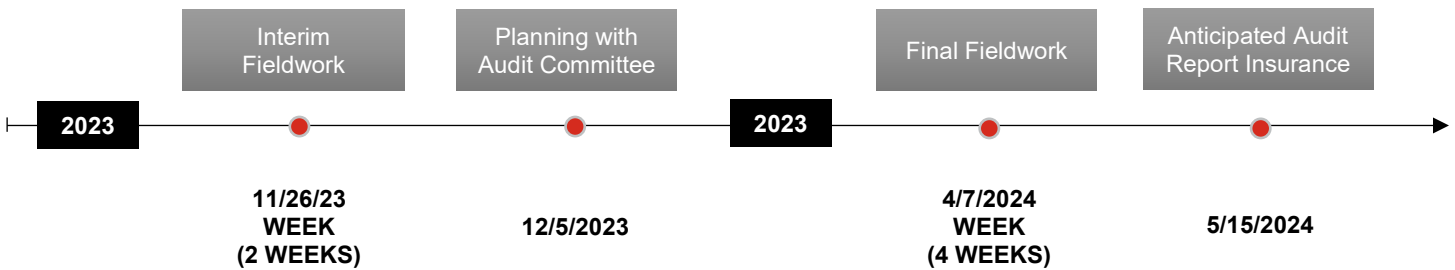 Interim
Fieldwork
Planning with
Audit Committee
Final Fieldwork
Anticipated Audit
Report Insurance
2023
2023
11/26/23
WEEK
(2 WEEKS)
12/5/2023
4/7/2024
WEEK
(4 WEEKS)
5/15/2024